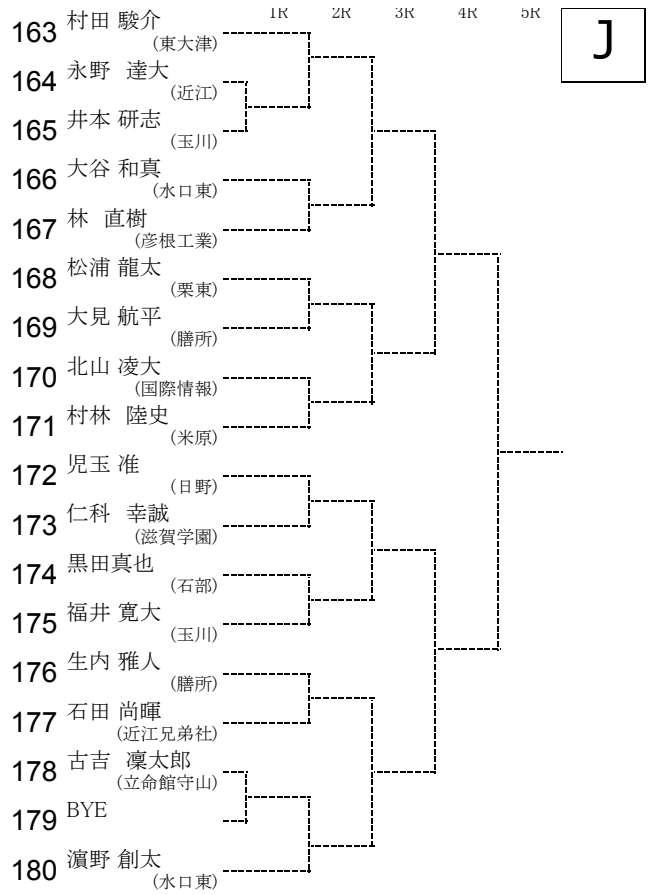 1R 2R 3R 4R 5R
J
163 村田 駿介
(東大津)
164 永野 達大
(近江)
165 井本 研志
(玉川)
166 大谷 和真
(水口東)
167 林 直樹
(彦根工業)
168 松浦 龍太
(栗東)
169 大見 航平
(膳所)
170 北山 凌大
(国際情報)
171 村林 陸史
(米原)
172 児玉 准
(日野)
173 仁科 幸誠
(滋賀学園)
174 黒田真也
(石部)
175 福井 寛大
(玉川)
176 生内 雅人
(膳所)
177 石田 尚暉
(近江兄弟社)
178 古吉 凜太郎
(立命館守山)
179 BYE
180 濵野 創太
(水口東)